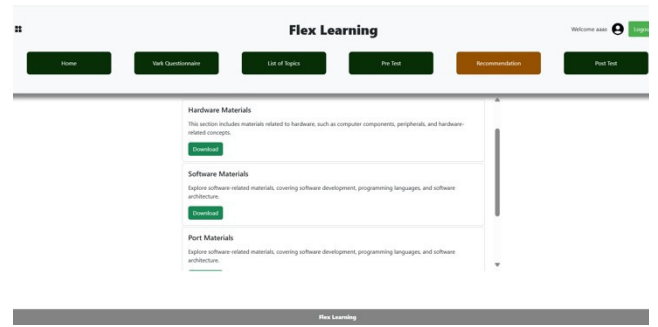 Flex Learning
Welcome aaas
Home
Vark Questionnaire
List of Topics
Pre Test
Recommendation
Post Test
Hardware Materials
This section includes materials related to hardware, such as computer components, peripherals, and hardware-
related concepts.
Download
Software Materials
Explore software-related materials, covering software development, programming languages, and software
architecture.
Download
Port Materials
Explore software-related materials, covering software development, programming languages, and software
architecture.
Flex Learning